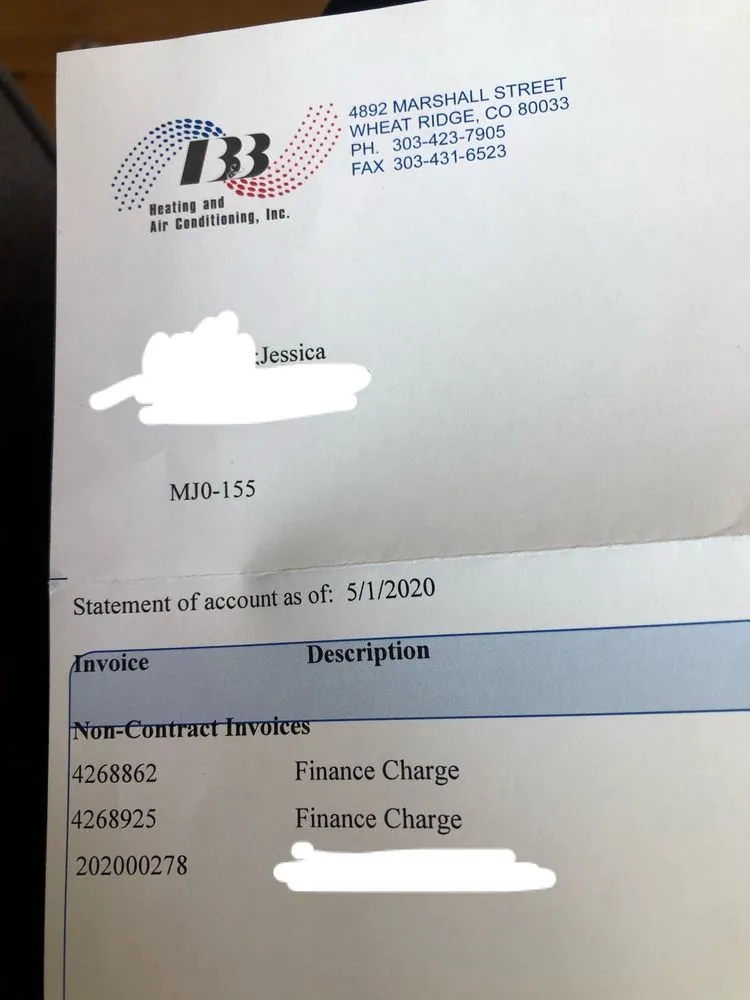 4892 MARSHALL STREET
WHEAT RIDGE, CO 80033
PH. 303-423-7905
FAX 303-431-6523
B&B
Heating and
Air Conditioning, Inc.
;Jessica
MJ0-155
Statement of account as of: 5/1/2020
Invoice Description
Non-Contract Invoices
4268862 Finance Charge
4268925 Finance Charge
202000278